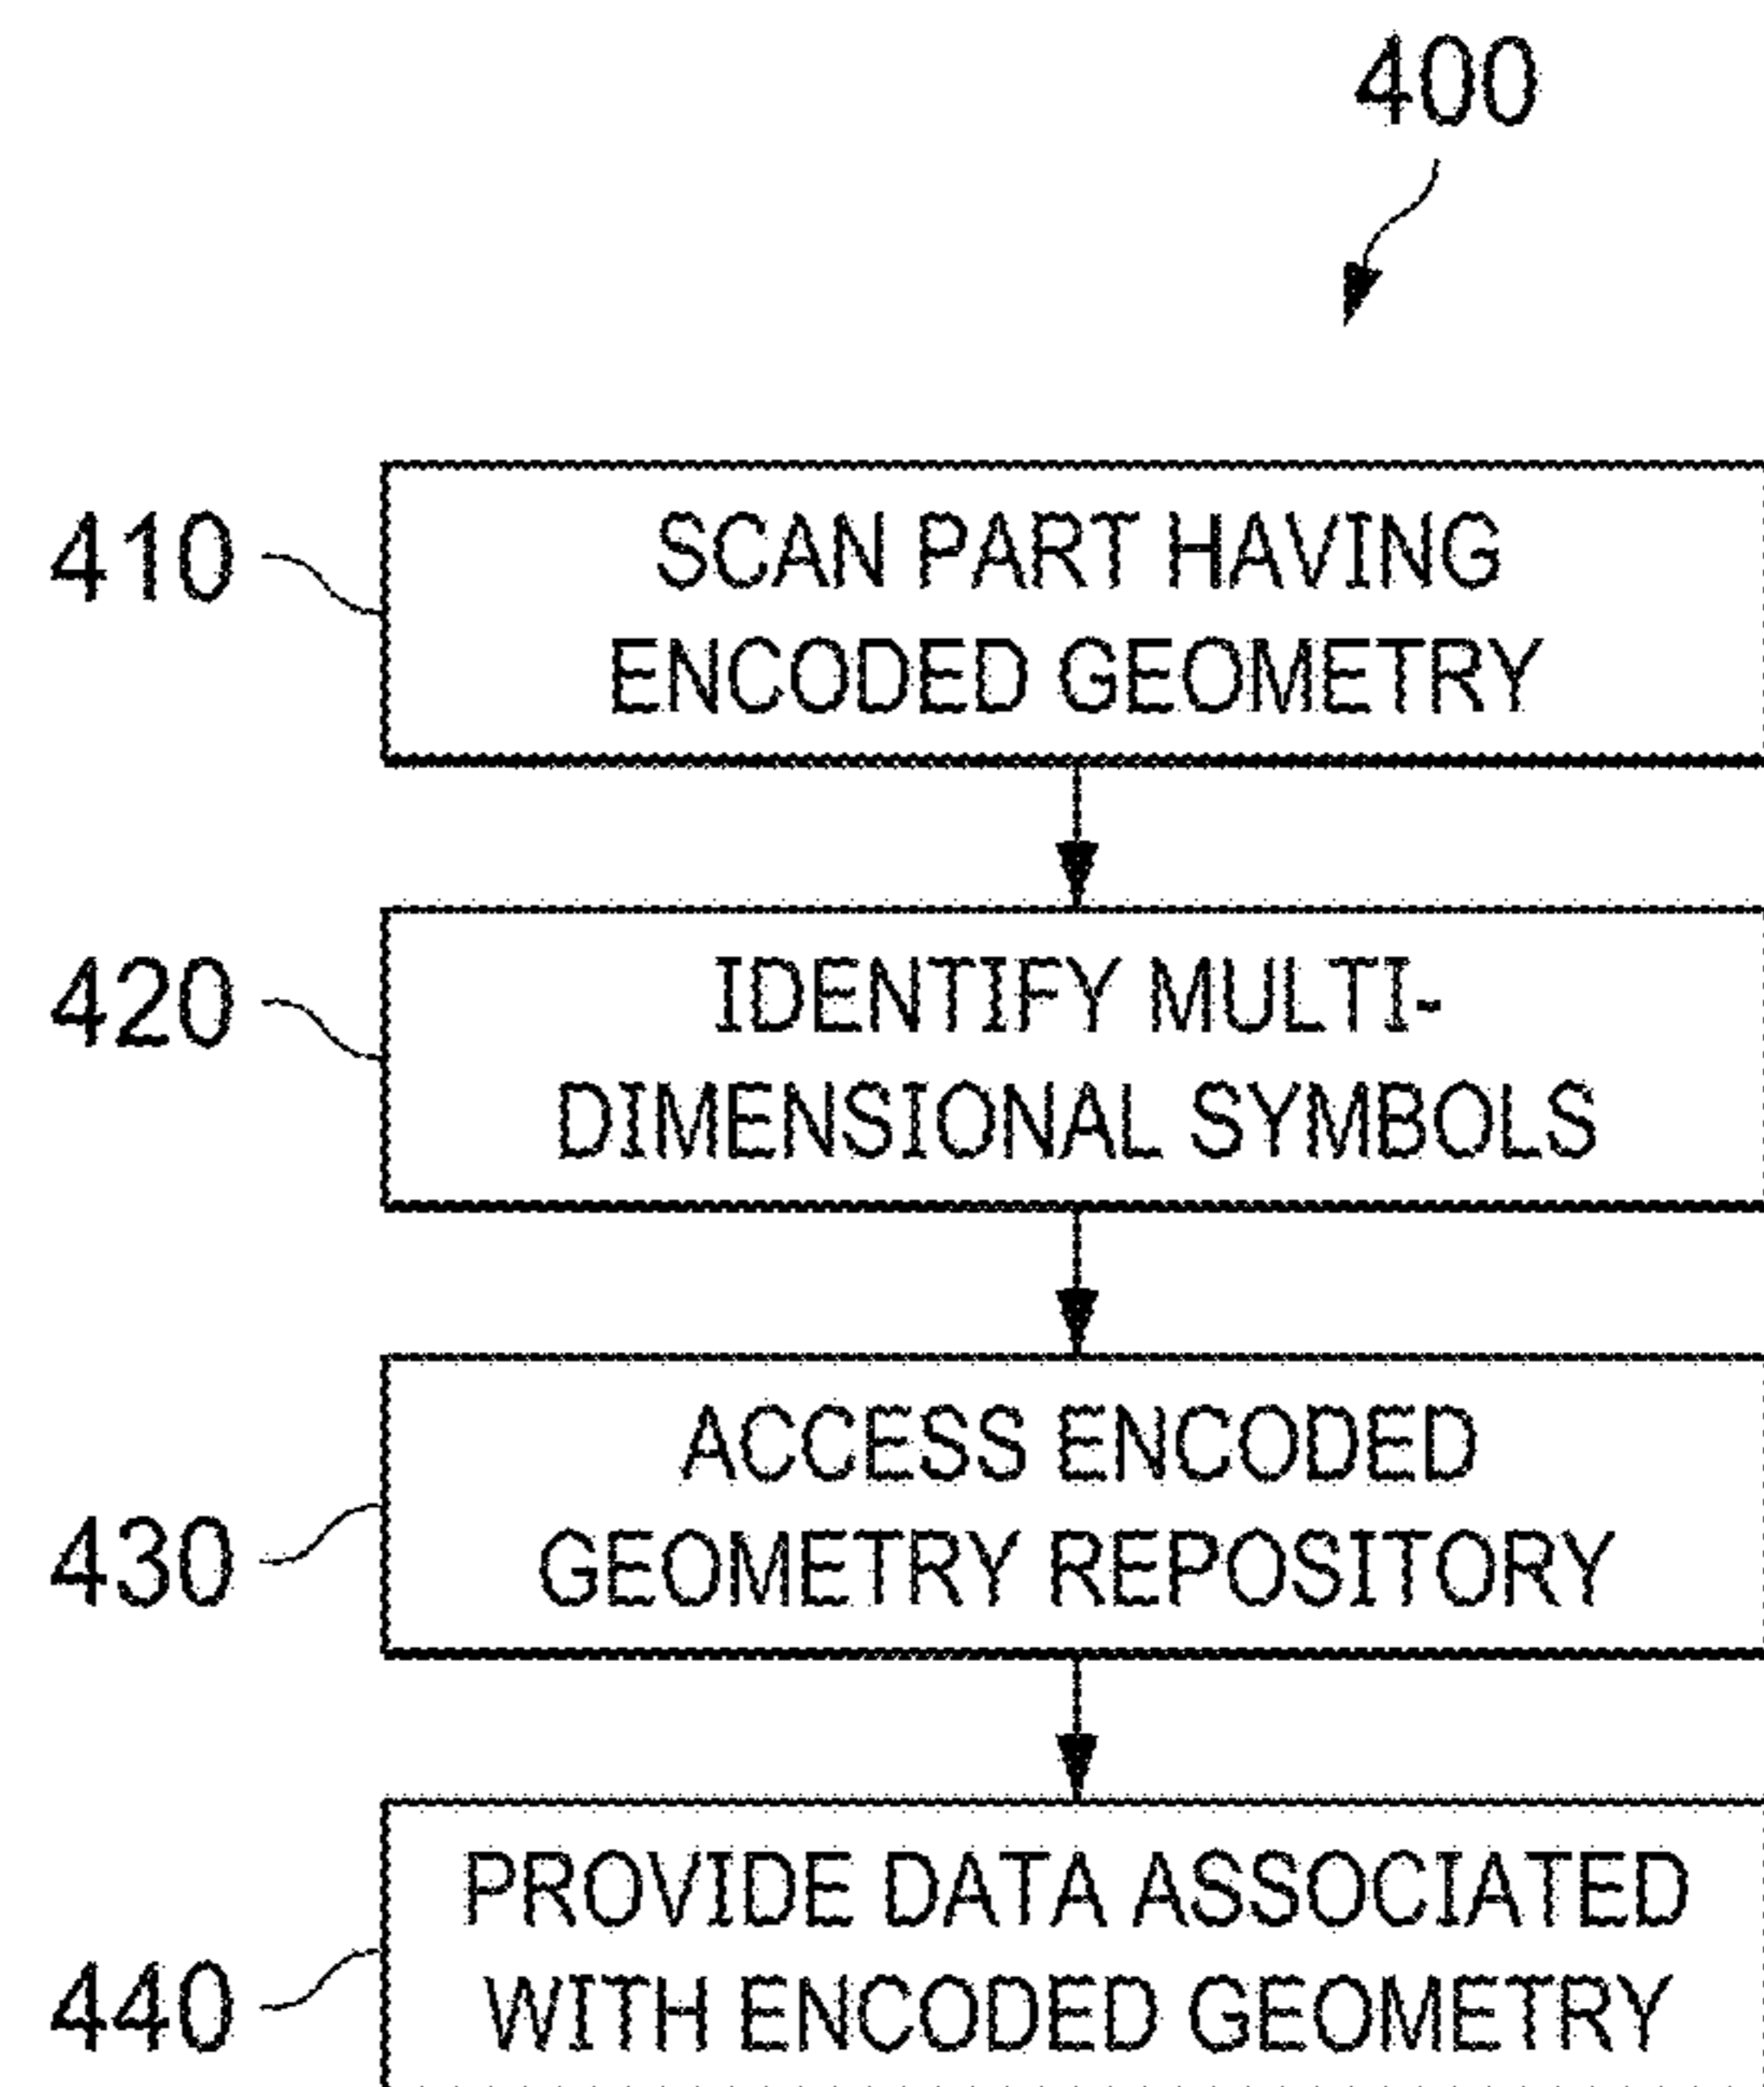 400
410
SCAN PART HAVING
ENCODED GEOMETRY
420
IDENTIFY MULTI-
DIMENSIONAL SYMBOLS
430
ACCESS ENCODED
GEOMETRY REPOSITORY
440
PROVIDE DATA ASSOCIATED
WITH ENCODED GEOMETRY